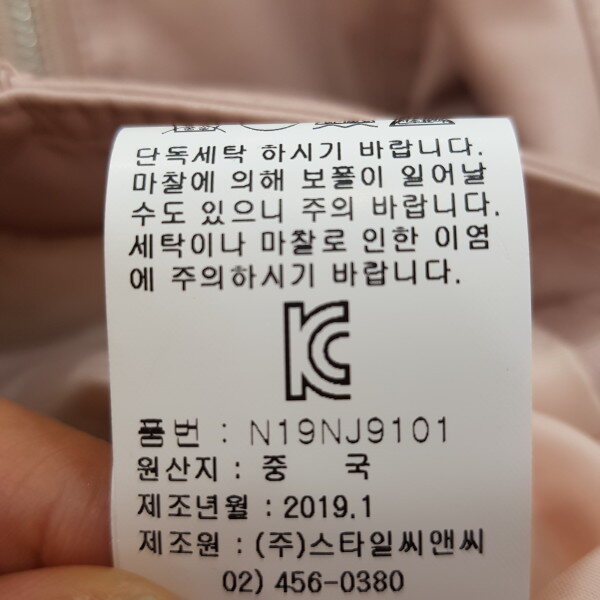 단독세탁 하시기 바랍니다.
마찰에 의해 보풀이 일어날
수도 있으니 주의 바랍니다.
세탁이나 마찰로 인한 이염
에 주의하시기 바랍니다.
KC
품번 : N19NJ9101
원산지 : 중 국
제조년월 : 2019.1
제조원 : (주)스타일씨앤씨
02) 456-0380